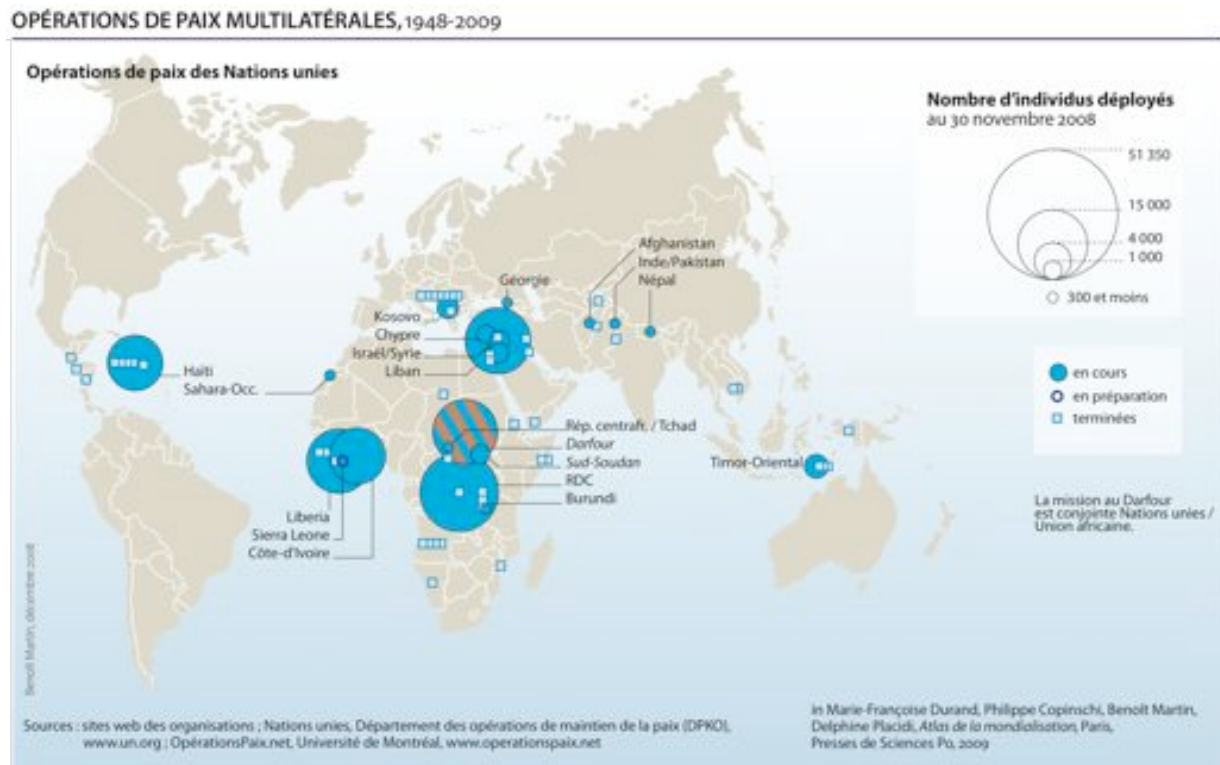 OPÉRATIONS DE PAIX MULTILATÉRALES, 1948-2009
Opérations de paix des Nations unies
Nombre d'individus déployés
au 30 novembre 2008
51 350
15 000
4 000
1 000
300 et moins
en cours
en préparation
terminées
La mission au Darfour
est conjointe Nations unies /
Union africaine.
Afghanistan
Inde/Pakistan
Népal
Géorgie
Kosovo
Chypre
Israël/Syrie
Liban
Haïti
Sahara-Occ.
Rép. centrafr. / Tchad
Darfour
Sud-Soudan
RDC
Burundi
Timor-Oriental
Liberia
Sierra Leone
Côte-d'Ivoire
Benoît Martin, décembre 2008
Sources : sites web des organisations ; Nations unies, Département des opérations de maintien de la paix (DPKO),
www.un.org ; OpérationsPaix.net, Université de Montréal, www.operationspaix.net
in Marie-Françoise Durand, Philippe Copinschi, Benoît Martin,
Delphine Placidi, Atlas de la mondialisation, Paris,
Presses de Sciences Po, 2009